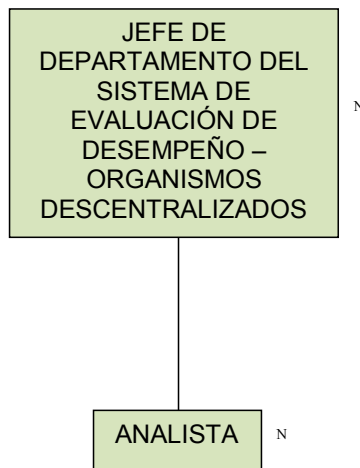 JEFE DE
DEPARTAMENTO DEL
SISTEMA DE
EVALUACIÓN DE
DESEMPEÑO –
ORGANISMOS
DESCENTRALIZADOS
N
ANALISTA
N